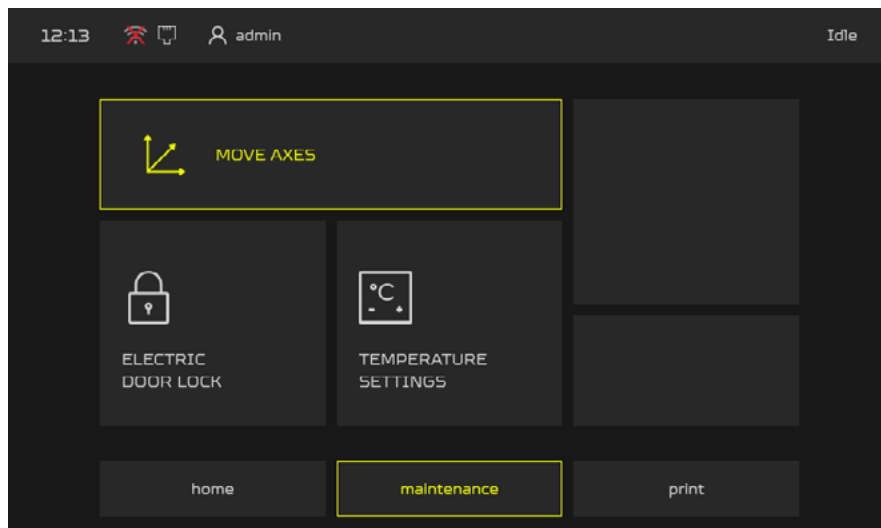 12:13
admin
Idle
MOVE AXES
ELECTRIC
DOOR LOCK
°C
- +
TEMPERATURE
SETTINGS
home
maintenance
print